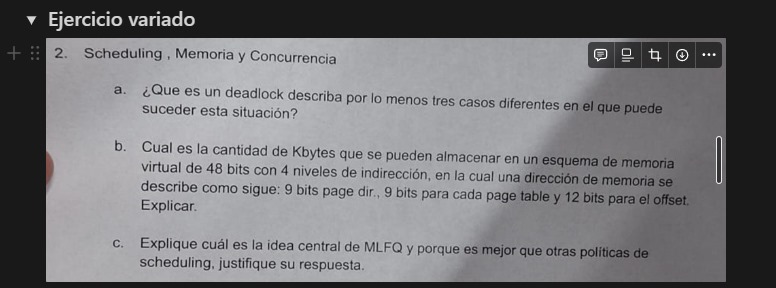 Ejercicio variado
2. Scheduling , Memoria y Concurrencia
a. ¿Que es un deadlock describa por lo menos tres casos diferentes en el que puede
suceder esta situación?
b. Cual es la cantidad de Kbytes que se pueden almacenar en un esquema de memoria
virtual de 48 bits con 4 niveles de indirección, en la cual una dirección de memoria se
describe como sigue: 9 bits page dir., 9 bits para cada page table y 12 bits para el offset.
Explicar.
c. Explique cuál es la idea central de MLFQ y porque es mejor que otras políticas de
scheduling, justifique su respuesta.